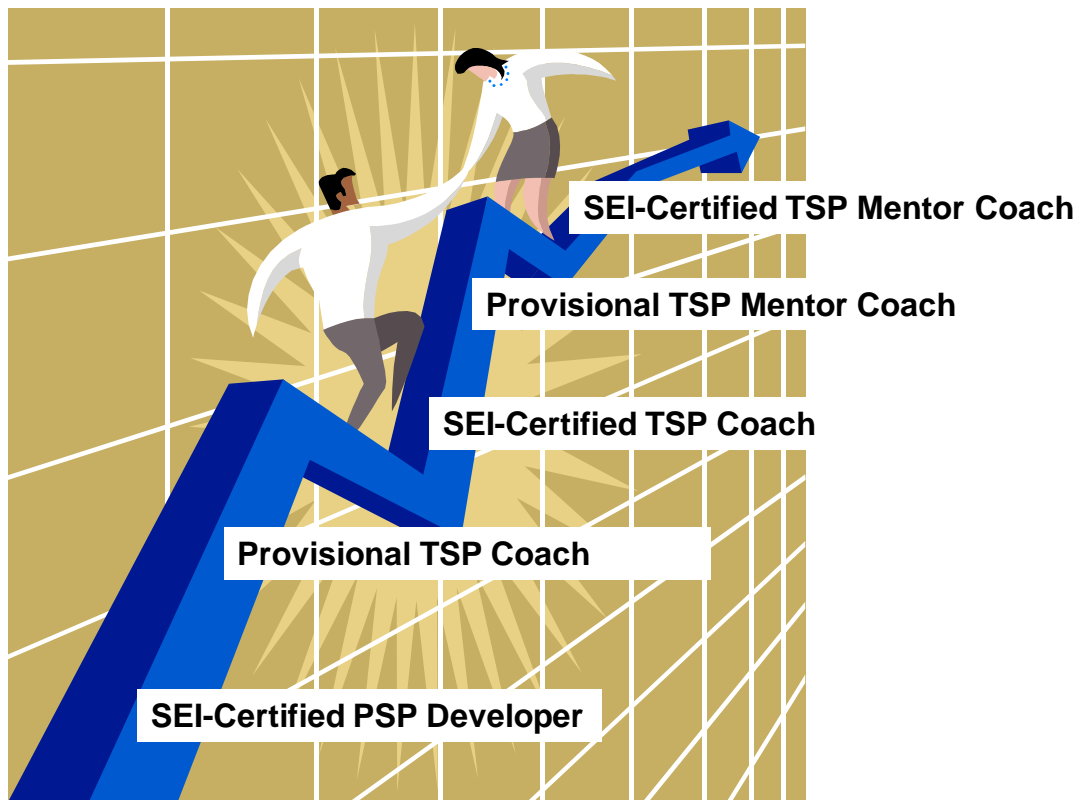 SEI-Certified TSP Mentor Coach
Provisional TSP Mentor Coach
SEI-Certified TSP Coach
Provisional TSP Coach
SEI-Certified PSP Developer